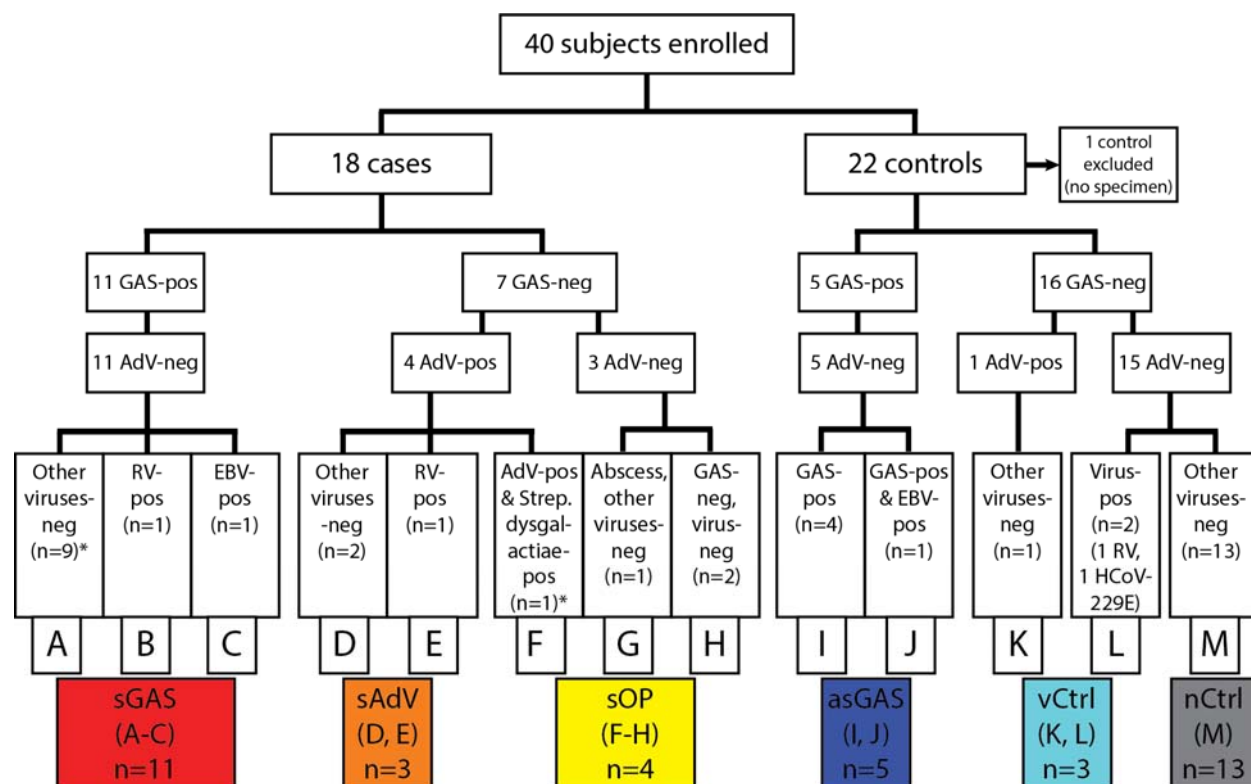 40 subjects enrolled
18 cases
22 controls
1 control
excluded
(no specimen)
11 GAS-pos
7 GAS-neg
5 GAS-pos
16 GAS-neg
11 AdV-neg
4 AdV-pos
3 AdV-neg
5 AdV-neg
1 AdV-pos
15 AdV-neg
Other
viruses-
neg
(n=9)*
RV-
pos
(n=1)
EBV-
pos
(n=1)
Other
viruses
-neg
(n=2)
RV-
pos
(n=1)
AdV-pos
& Strep.
dysgal-
actiae-
pos
(n=1)*
Abscess,
other
viruses-
neg
(n=1)
GAS-
neg,
virus-
neg
(n=2)
GAS-
pos
(n=4)
GAS-pos
& EBV-
pos
(n=1)
Other
viruses-
neg
(n=1)
Virus-
pos
(n=2)
(1 RV,
1 HCoV-
229E)
Other
viruses-
neg
(n=13)
A
B
C
D
E
F
G
H
I
J
K
L
M
sGAS
(A-C)
n=11
sAdV
(D, E)
n=3
sOP
(F-H)
n=4
asGAS
(I, J)
n=5
vCtrl
(K, L)
n=3
nCtrl
(M)
n=13